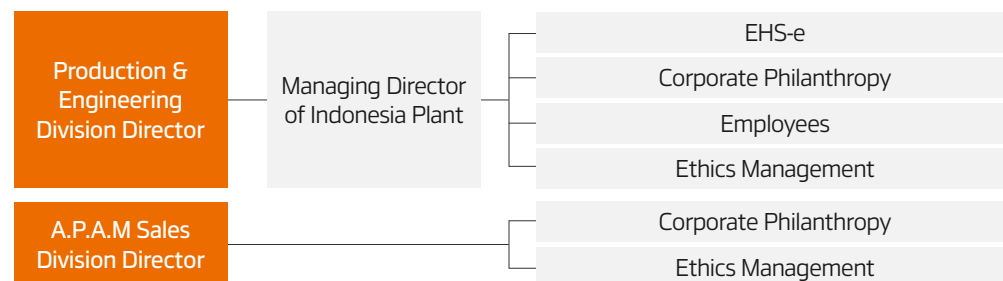 Production &
Engineering
Division Director
Managing Director
of Indonesia Plant
EHS-e
Corporate Philanthropy
Employees
Ethics Management
A.P.A.M Sales
Division Director
Corporate Philanthropy
Ethics Management